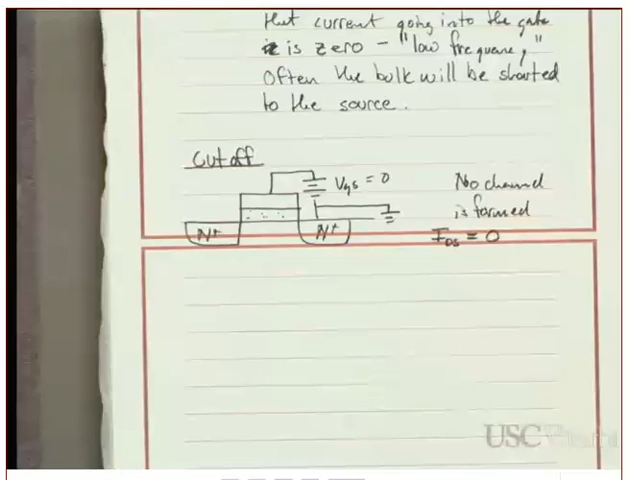 that current going into the gate
is zero - "low frequency"
Often the bulk will be shorted
to the source.
Cutoff
Vgs = 0
No channel
is formed
N+
N+
IDS = 0
USC